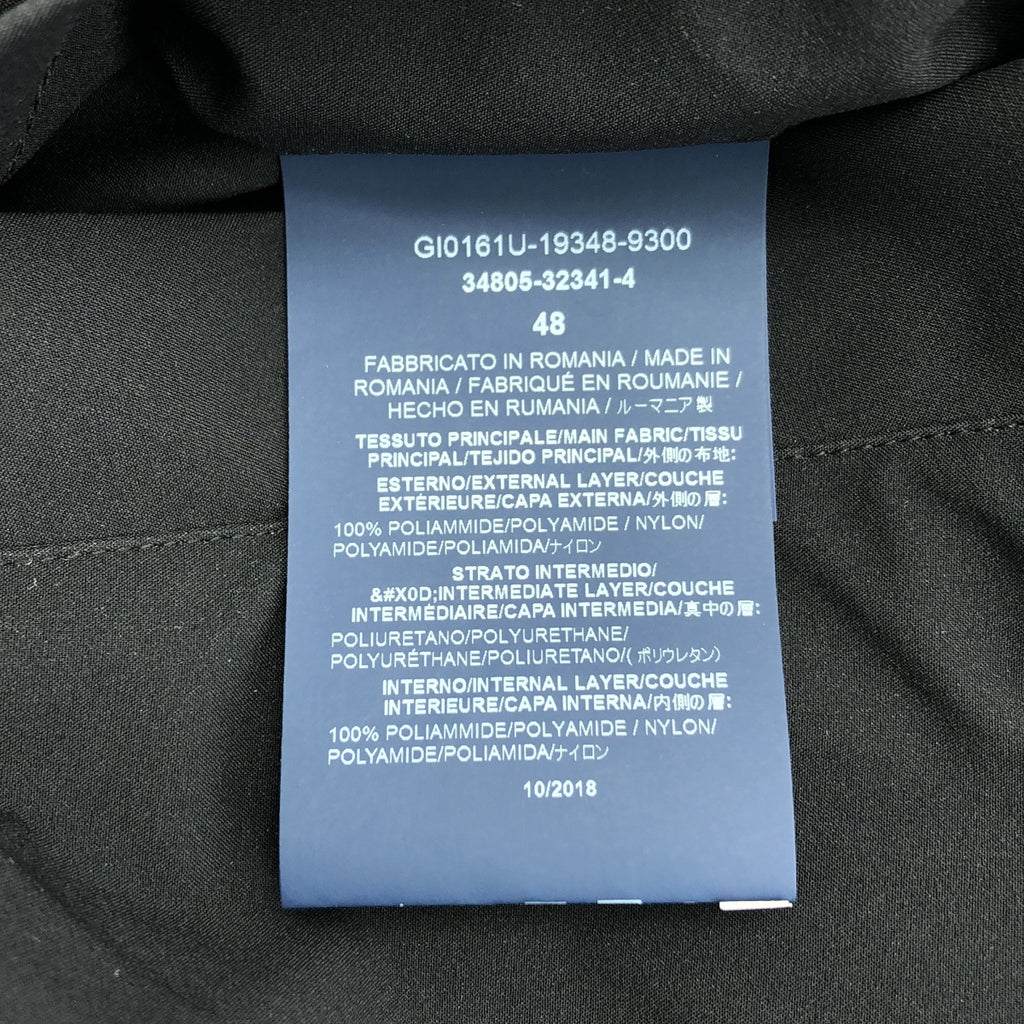 GI0161U-19348-9300
34805-32341-4
48
FABBRICATO IN ROMANIA / MADE IN
ROMANIA / FABRIQUÉ EN ROUMANIE /
HECHO EN RUMANIA / ルーマニア製
TESSUTO PRINCIPALE/MAIN FABRIC/TISSU
PRINCIPAL/TEJIDO PRINCIPAL/外側の布地:
ESTERNO/EXTERNAL LAYER/COUCHE
EXTÉRIEURE/CAPA EXTERNA/外側の層:
100% POLIAMMIDE/POLYAMIDE / NYLON/
POLYAMIDE/POLIAMIDA/ナイロン
STRATO INTERMEDIO/
&#X0D;INTERMEDIATE LAYER/COUCHE
INTERMÉDIAIRE/CAPA INTERMEDIA/真中の層:
POLIURETANO/POLYURETHANE/
POLYURÉTHANE/POLIURETANO/( ポリウレタン)
INTERNO/INTERNAL LAYER/COUCHE
INTERIEURE/CAPA INTERNA/内側の層:
100% POLIAMMIDE/POLYAMIDE / NYLON/
POLYAMIDE/POLIAMIDA/ナイロン
10/2018